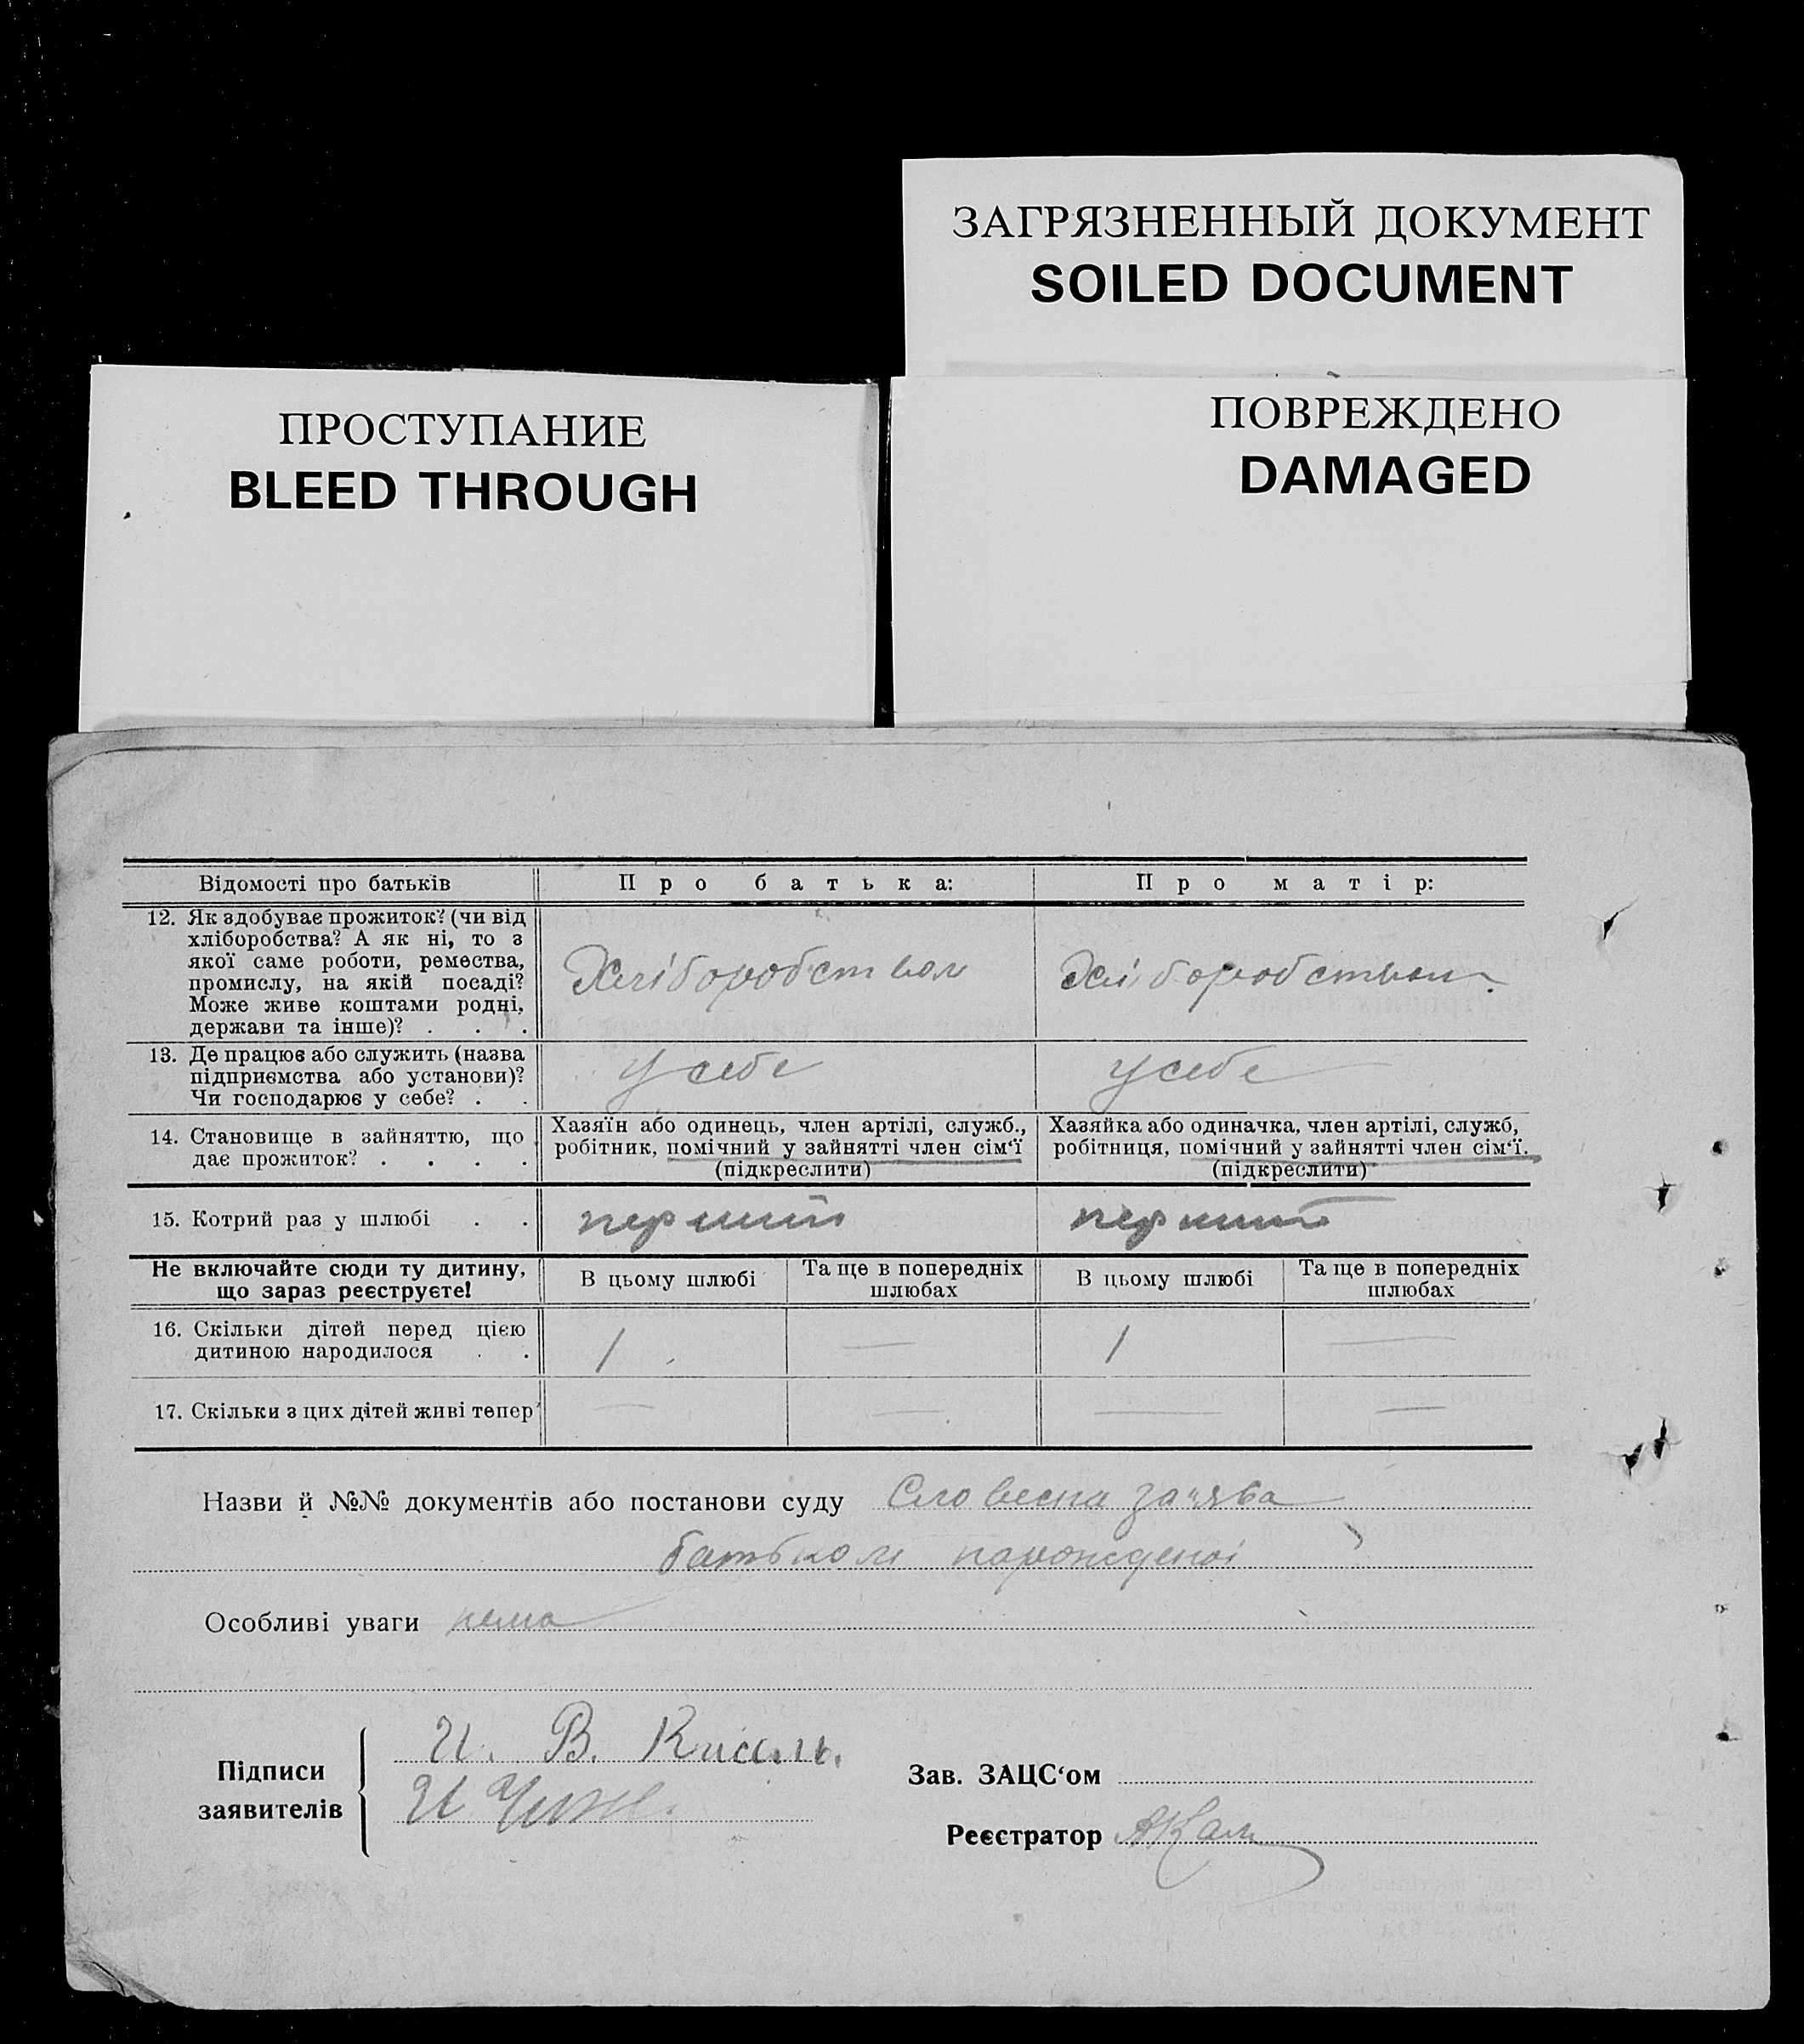 ЗАГРЯЗНЕННЫЙ ДОКУМЕНТ
SOILED DOCUMENT
ПРОСТУПАНИЕ
BLEED THROUGH
ПОВРЕЖДЕНО
DAMAGED
Відомості про батьків Про батька: Про матір:
12. Як здобуває прожиток? (чи від
хліборобства? А як ні, то з
якої саме роботи, ремества,
промислу, на якій посаді?
Може живе коштами родні,
держави та інше)? . . .
Хліборобством Хліборобством
13. Де працює або служить (назва
підприємства або установи)?
Чи господарює у себе? . .
У себе У себе
14. Становище в зайняттю, що
дає прожиток? . . . .
Хазяїн або одинець, член артілі, служб.,
робітник, помічний у зайнятті член сім‘ї
(підкреслити)
Хазяйка або одиначка, член артілі, служб,
робітниця, помічний у зайнятті член сім‘ї.
(підкреслити)
15. Котрий раз у шлюбі . . перший перший
Не включайте сюди ту дитину,
що зараз реєструєте!
В цьому шлюбі
Та ще в попередніх
шлюбах
В цьому шлюбі
Та ще в попередніх
шлюбах
16. Скільки дітей перед цією
дитиною народилося . .
1 — 1 —
17. Скільки з цих дітей живі тепер — — — —
Назви й №№ документів або постанови суду Словесна заява
батьком
Особливі уваги нема
Підписи
заявителів
И. В. Кисель.
И Чиж.
Зав. ЗАЦС‘ом
Реєстратор